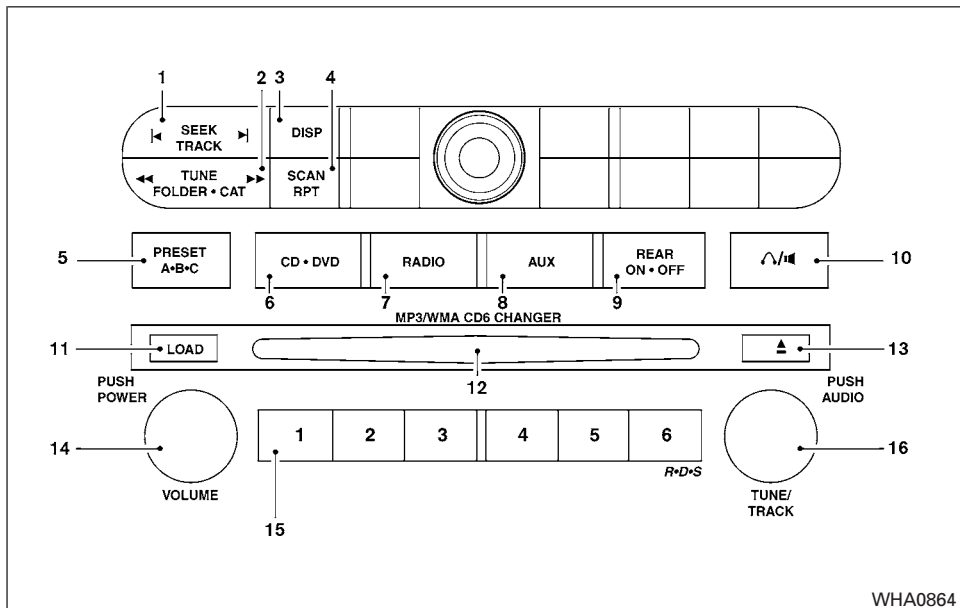 1 2 3 4
SEEK
TRACK
DISP
TUNE
FOLDER • CAT
SCAN
RPT
5 PRESET
A•B•C
CD • DVD
RADIO
AUX
REAR
ON • OFF
10
6 7 8 9
MP3/WMA CD6 CHANGER
11 LOAD
12
13
PUSH
POWER
PUSH
AUDIO
14
1 2 3 4 5 6
16
R•D•S
VOLUME
15
TUNE/
TRACK
WHA0864